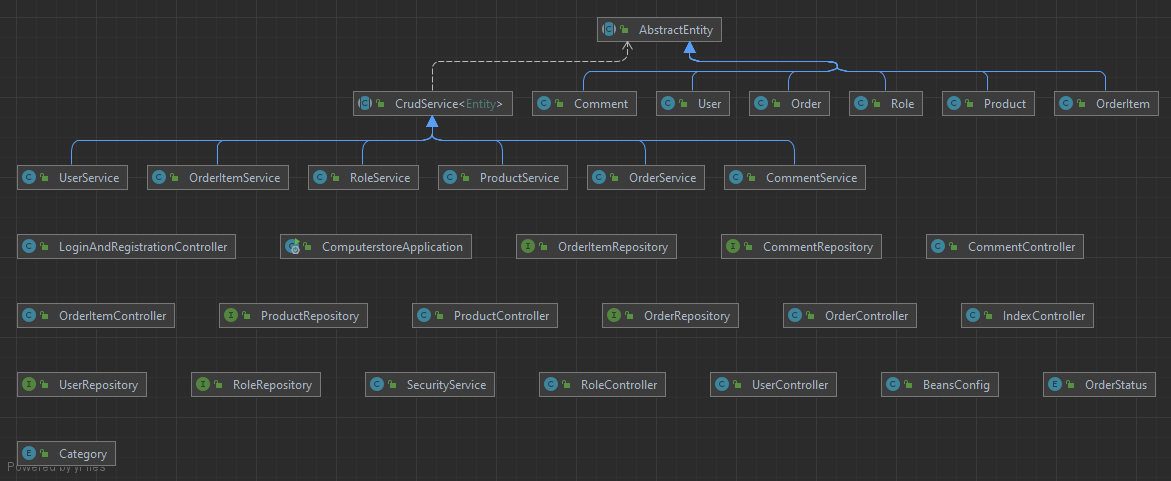 AbstractEntity
CrudService<Entity> Comment User Order Role Product OrderItem
UserService OrderItemService RoleService ProductService OrderService CommentService
LoginAndRegistrationController ComputerstoreApplication OrderItemRepository CommentRepository CommentController
OrderItemController ProductRepository ProductController OrderRepository OrderController IndexController
UserRepository RoleRepository SecurityService RoleController UserController BeansConfig OrderStatus
Category
Powered by yFiles